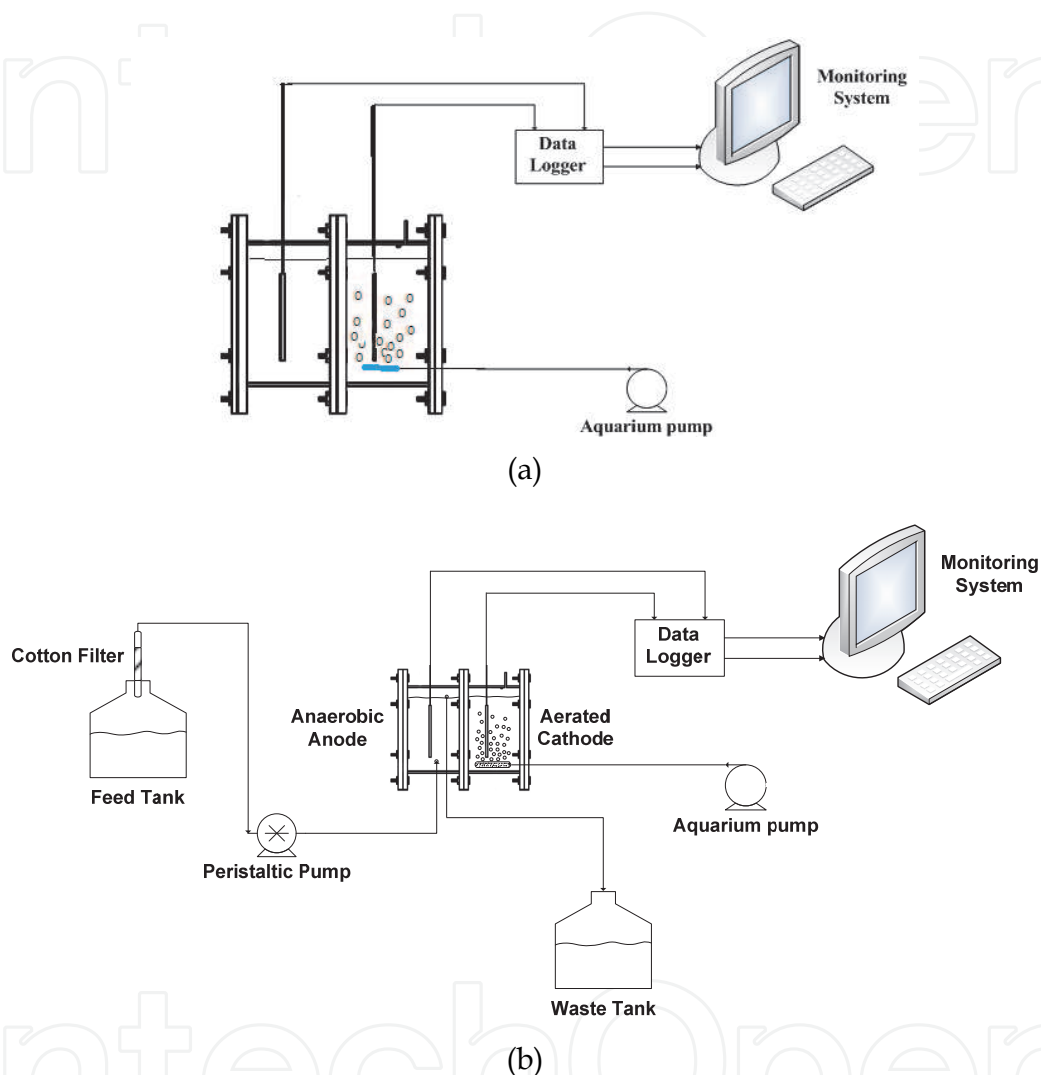 Monitoring
System
Data
Logger
Aquarium pump
(a)
Monitoring
System
Data
Logger
Cotton Filter
Anaerobic
Anode
Aerated
Cathode
Feed Tank
Aquarium pump
Peristaltic Pump
Waste Tank
(b)